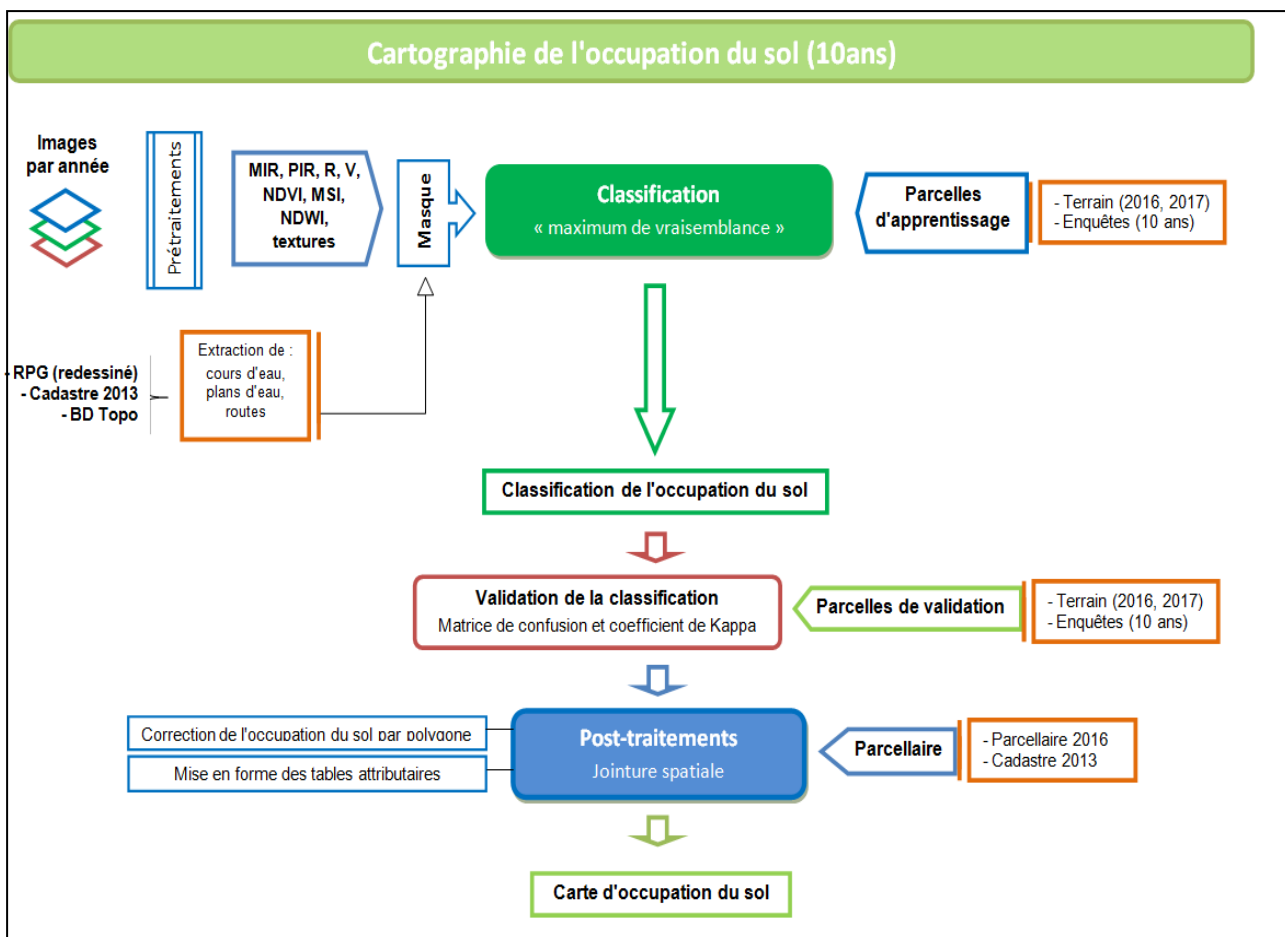 Cartographie de l'occupation du sol (10ans)
Images
par année
Prétraitements
MIR, PIR, R, V,
NDVI, MSI,
NDWI,
textures
Masque
Classification
« maximum de vraisemblance »
Parcelles
d'apprentissage
- Terrain (2016, 2017)
- Enquêtes (10 ans)
- RPG (redessiné)
- Cadastre 2013
- BD Topo
Extraction de :
cours d'eau,
plans d'eau,
routes
Classification de l'occupation du sol
Validation de la classification
Matrice de confusion et coefficient de Kappa
Parcelles de validation
- Terrain (2016, 2017)
- Enquêtes (10 ans)
Correction de l'occupation du sol par polygone
Mise en forme des tables attributaires
Post-traitements
Jointure spatiale
Parcellaire
- Parcellaire 2016
- Cadastre 2013
Carte d'occupation du sol